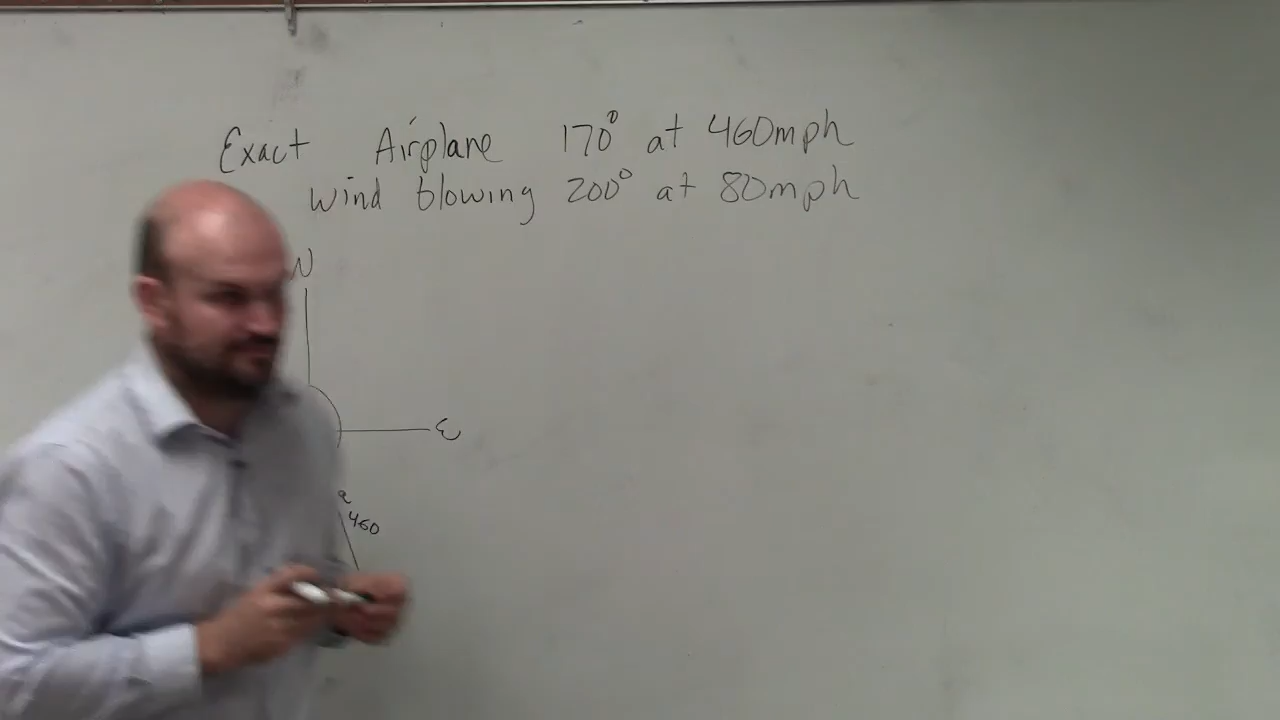 Exact Airplane 170° at 460mph
Wind blowing 200° at 80mph
N
E
a
460